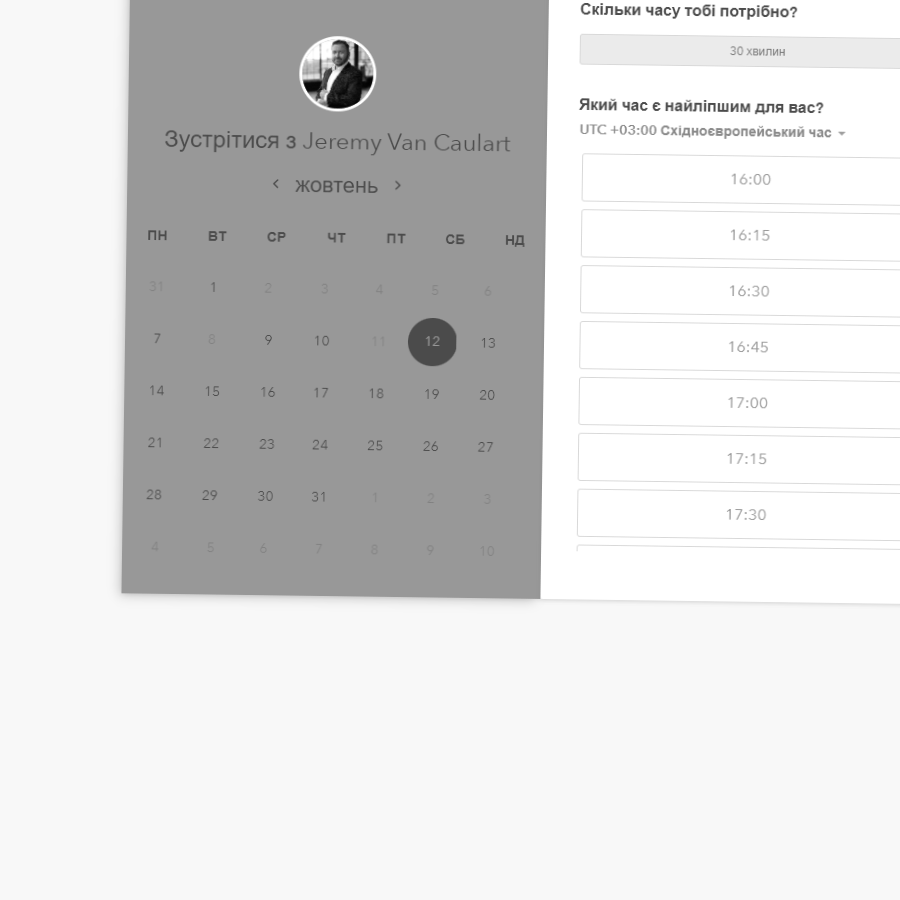 Зустрітися з Jeremy Van Caulart
жовтень
ПН ВТ СР ЧТ ПТ СБ НД
31 1 2 3 4 5 6
7 8 9 10 11 12 13
14 15 16 17 18 19 20
21 22 23 24 25 26 27
28 29 30 31 1 2 3
4 5 6 7 8 9 10
Скільки часу тобі потрібно?
30 хвилин
Який час є найліпшим для вас?
UTC +03:00 Східноєвропейський час
16:00
16:15
16:30
16:45
17:00
17:15
17:30